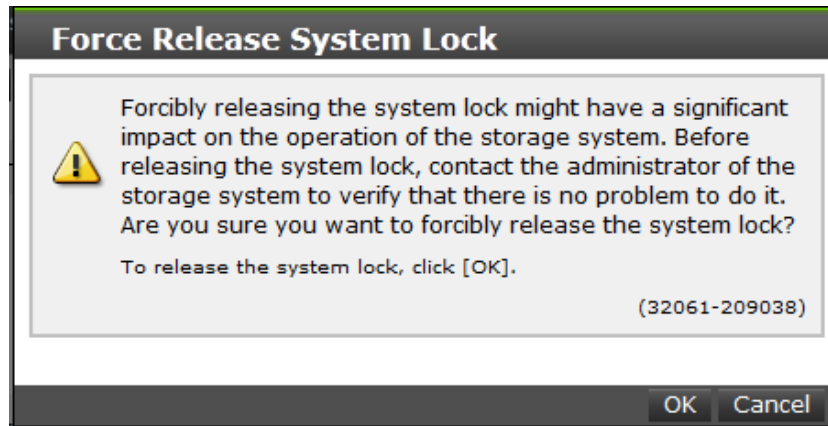 Force Release System Lock
Forcibly releasing the system lock might have a significant
impact on the operation of the storage system. Before
releasing the system lock, contact the administrator of the
storage system to verify that there is no problem to do it.
Are you sure you want to forcibly release the system lock?
To release the system lock, click [OK].
(32061-209038)
OK Cancel